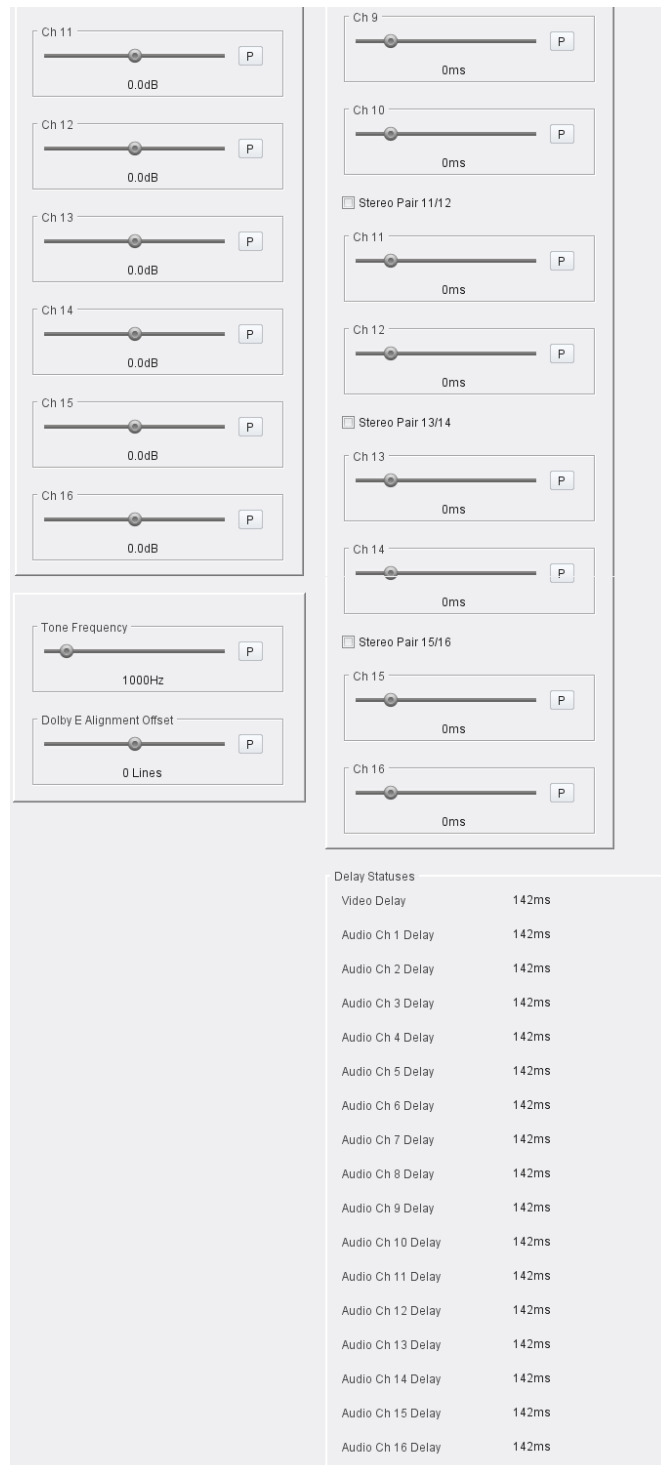 Ch 11
P
0.0dB
Ch 12
P
0.0dB
Ch 13
P
0.0dB
Ch 14
P
0.0dB
Ch 15
P
0.0dB
Ch 16
P
0.0dB
Tone Frequency
P
1000Hz
Dolby E Alignment Offset
P
0 Lines
Ch 9
P
0ms
Ch 10
P
0ms
Stereo Pair 11/12
Ch 11
P
0ms
Ch 12
P
0ms
Stereo Pair 13/14
Ch 13
P
0ms
Ch 14
P
0ms
Stereo Pair 15/16
Ch 15
P
0ms
Ch 16
P
0ms
Delay Statuses
Video Delay 142ms
Audio Ch 1 Delay 142ms
Audio Ch 2 Delay 142ms
Audio Ch 3 Delay 142ms
Audio Ch 4 Delay 142ms
Audio Ch 5 Delay 142ms
Audio Ch 6 Delay 142ms
Audio Ch 7 Delay 142ms
Audio Ch 8 Delay 142ms
Audio Ch 9 Delay 142ms
Audio Ch 10 Delay 142ms
Audio Ch 11 Delay 142ms
Audio Ch 12 Delay 142ms
Audio Ch 13 Delay 142ms
Audio Ch 14 Delay 142ms
Audio Ch 15 Delay 142ms
Audio Ch 16 Delay 142ms